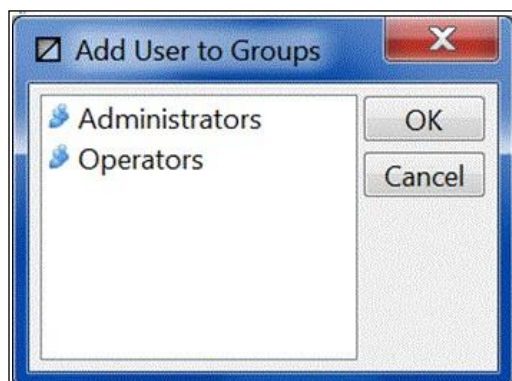 Add User to Groups
Administrators
Operators
OK
Cancel